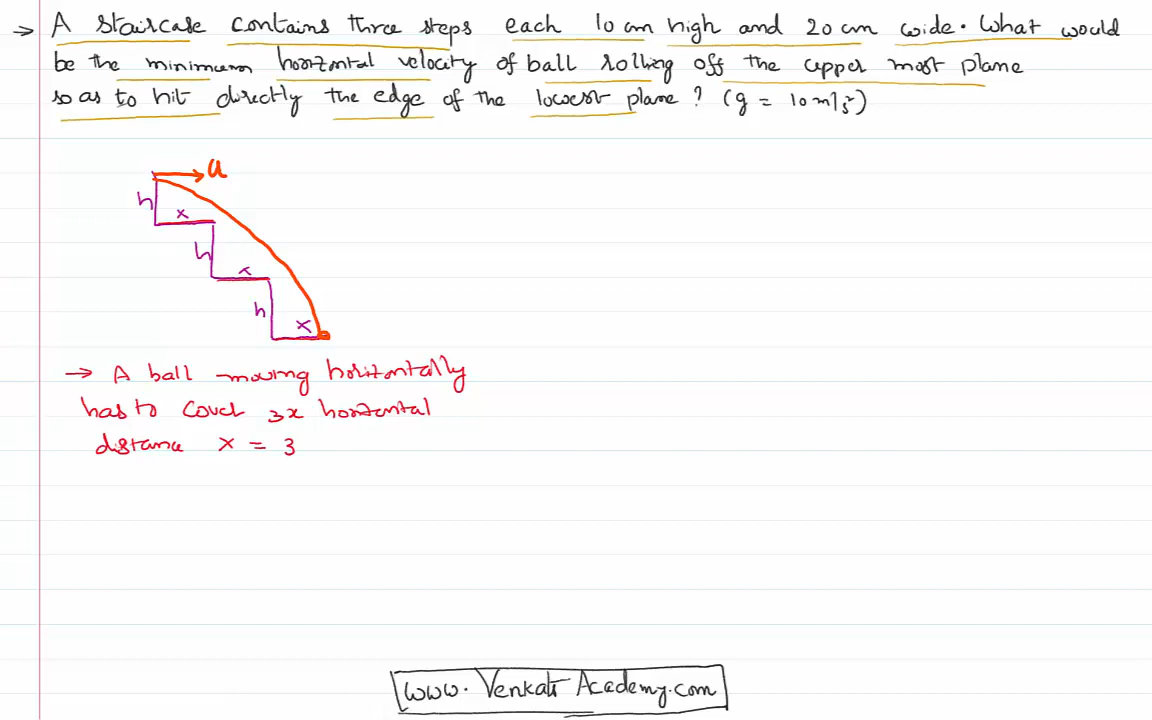 → A staircase contains three steps each 10 cm high and 20 cm wide. What would
be the minimum horizontal velocity of ball rolling off the upper most plane
so as to hit directly the edge of the lowest plane? (g = 10 m/s²)
u
h
x
h
x
h
x
→ A ball moving horizontally
has to cover 3x horizontal
distance x = 3
www.VenkatsAcademy.com